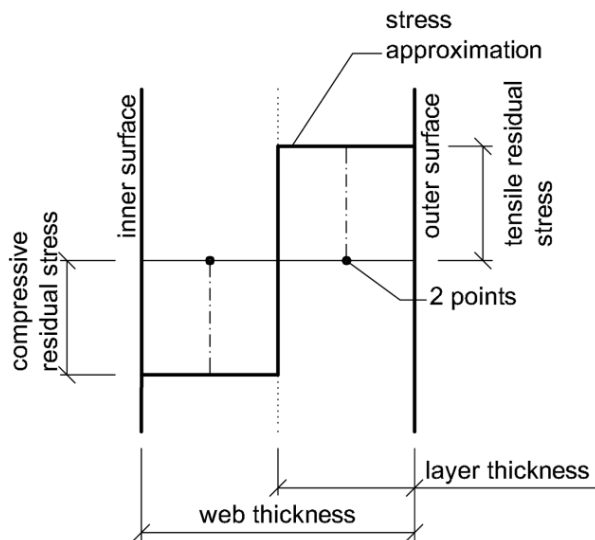 stress
approximation
inner surface
outer surface
tensile residual
stress
compressive
residual stress
2 points
layer thickness
web thickness